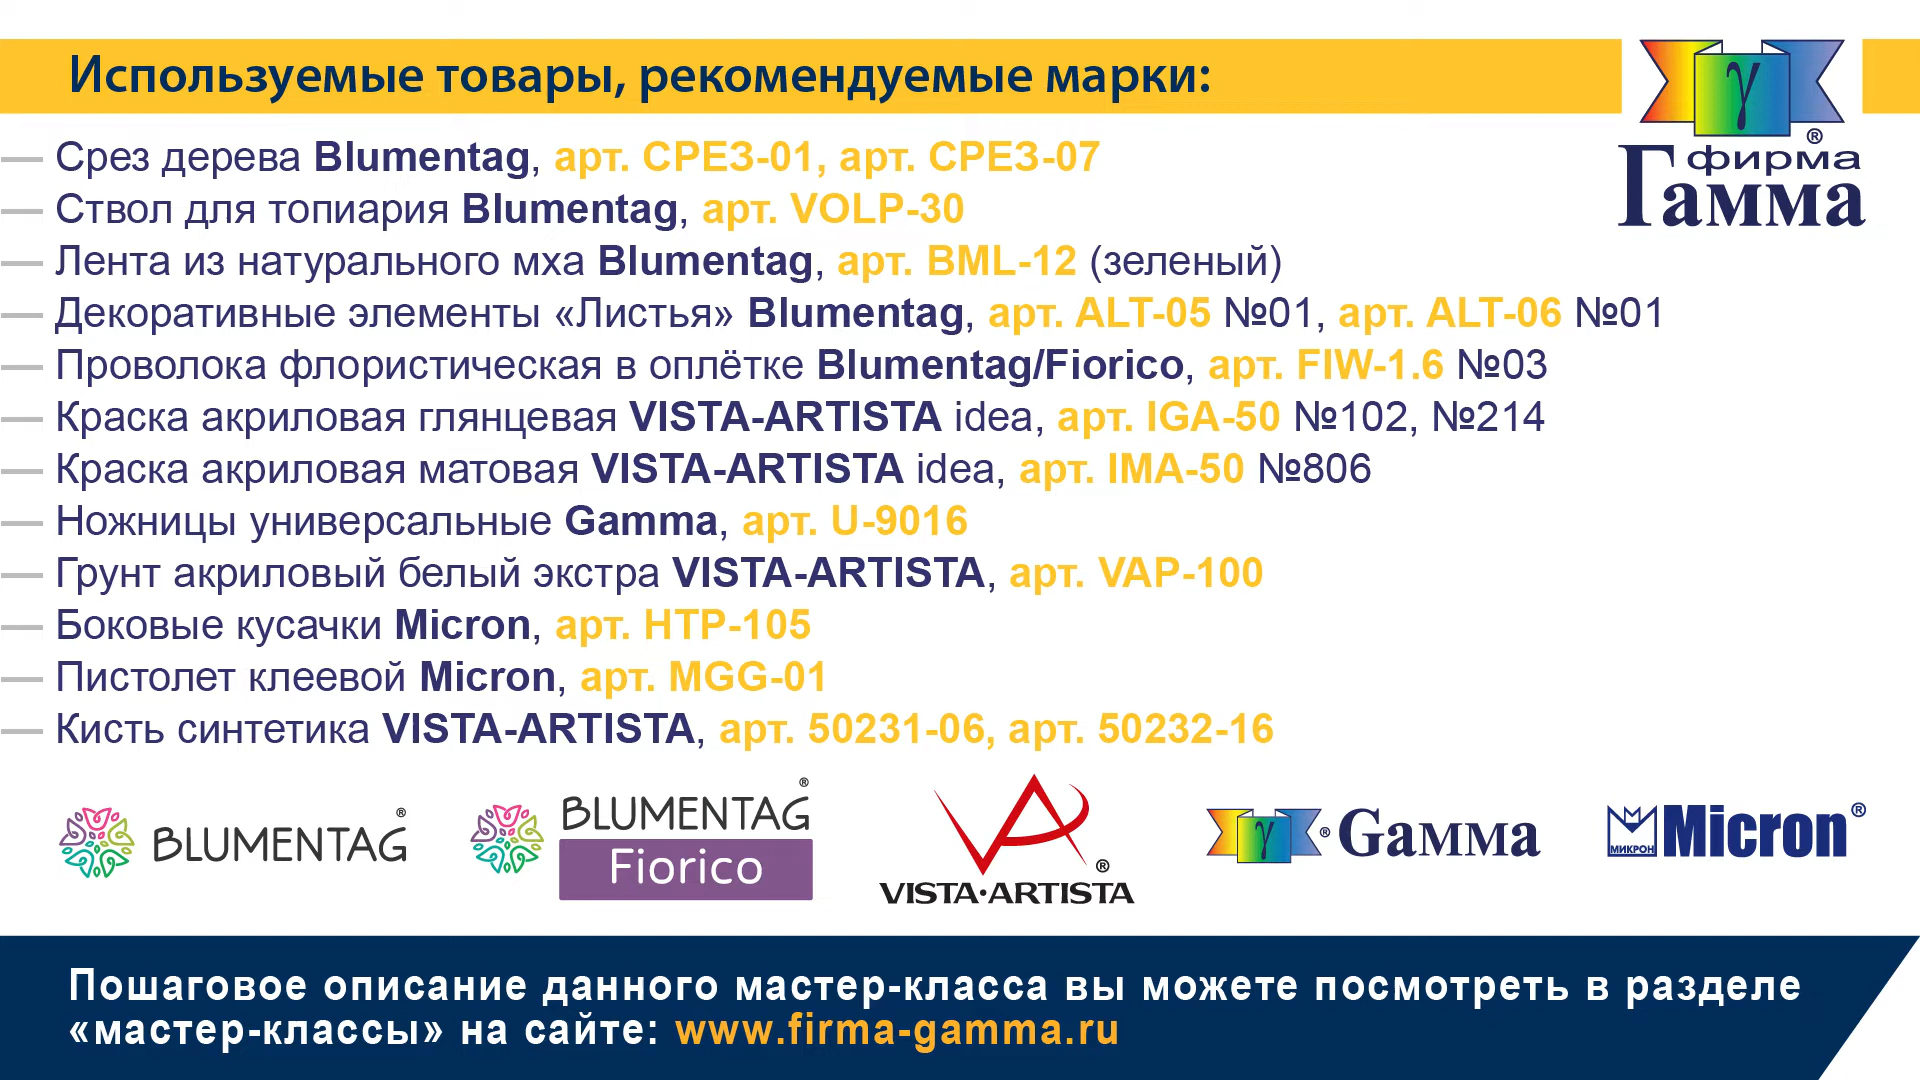 Используемые товары, рекомендуемые марки:
γ
®
фирма
Гамма
— Срез дерева Blumentag, арт. СРЕЗ-01, арт. СРЕЗ-07
— Ствол для топиария Blumentag, арт. VOLP-30
— Лента из натурального мха Blumentag, арт. BML-12 (зеленый)
— Декоративные элементы «Листья» Blumentag, арт. ALT-05 №01, арт. ALT-06 №01
— Проволока флористическая в оплётке Blumentag/Fiorico, арт. FIW-1.6 №03
— Краска акриловая глянцевая VISTA-ARTISTA idea, арт. IGA-50 №102, №214
— Краска акриловая матовая VISTA-ARTISTA idea, арт. IMA-50 №806
— Ножницы универсальные Gamma, арт. U-9016
— Грунт акриловый белый экстра VISTA-ARTISTA, арт. VAP-100
— Боковые кусачки Micron, арт. HTP-105
— Пистолет клеевой Micron, арт. MGG-01
— Кисть синтетика VISTA-ARTISTA, арт. 50231-06, арт. 50232-16
BLUMENTAG®
BLUMENTAG®
Fiorico
®
VISTA·ARTISTA
γ ® Gамма
МИКРОН Micron®
Пошаговое описание данного мастер-класса вы можете посмотреть в разделе
«мастер-классы» на сайте: www.firma-gamma.ru